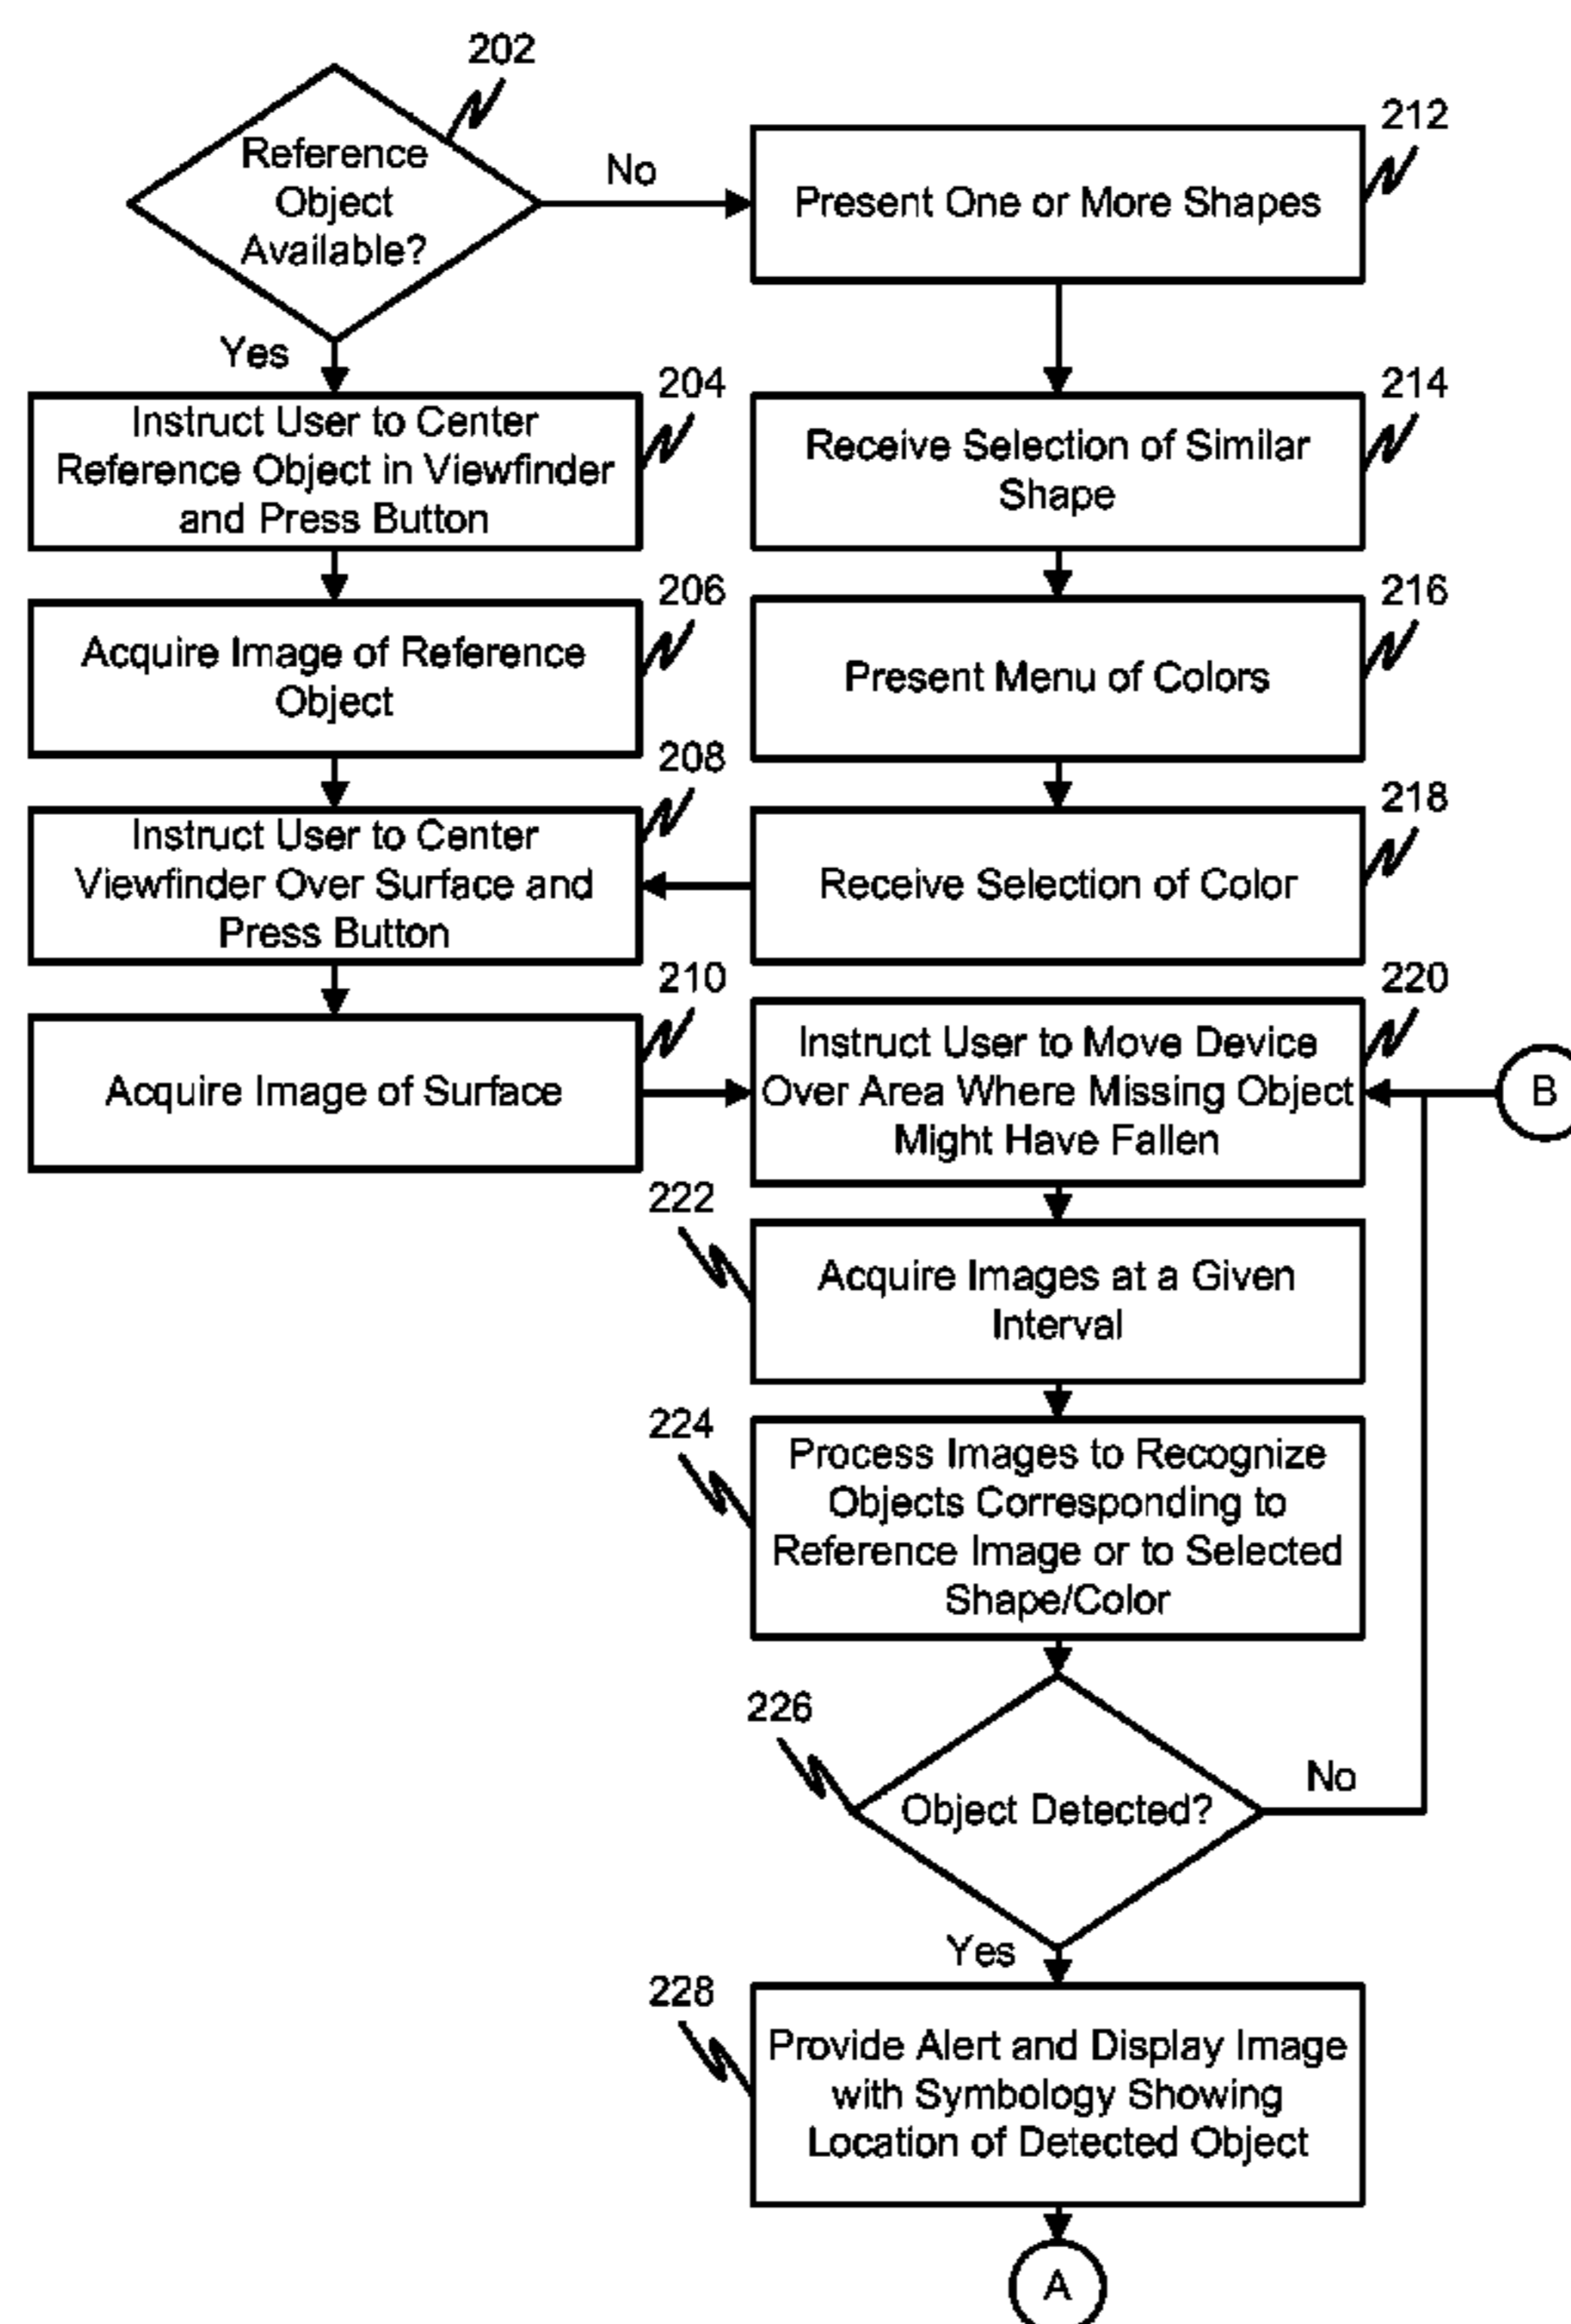 202
Reference
Object
Available?
No
Yes
212
Present One or More Shapes
204
Instruct User to Center
Reference Object in Viewfinder
and Press Button
214
Receive Selection of Similar
Shape
206
Acquire Image of Reference
Object
216
Present Menu of Colors
208
Instruct User to Center
Viewfinder Over Surface and
Press Button
218
Receive Selection of Color
210
Acquire Image of Surface
220
Instruct User to Move Device
Over Area Where Missing Object
Might Have Fallen
B
222
Acquire Images at a Given
Interval
224
Process Images to Recognize
Objects Corresponding to
Reference Image or to Selected
Shape/Color
226
Object Detected?
No
Yes
228
Provide Alert and Display Image
with Symbology Showing
Location of Detected Object
A